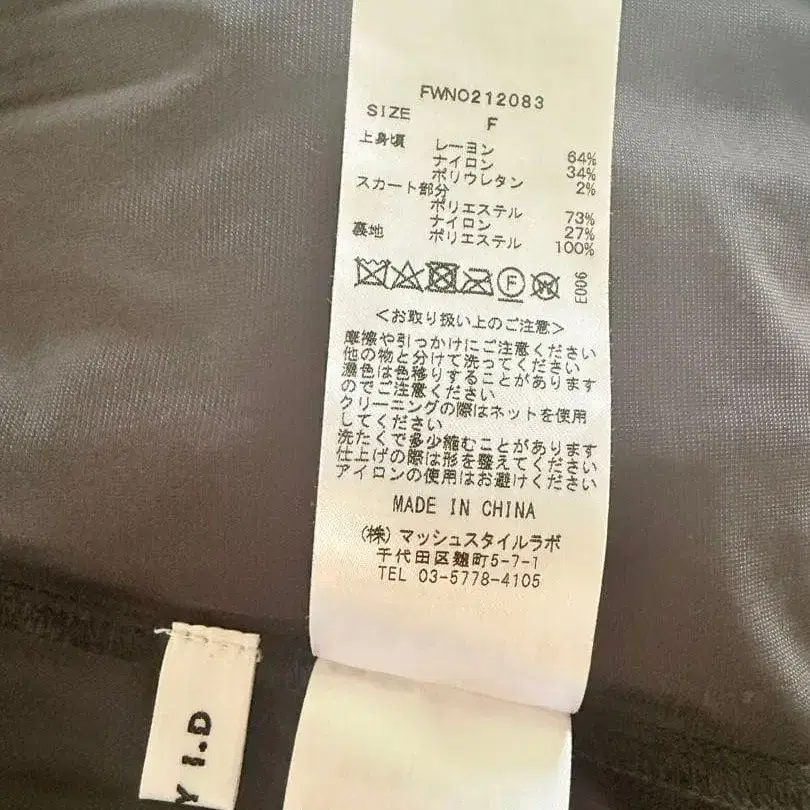 FWNO212083
SIZE F
上身頃 レーヨン 64%
ナイロン 34%
ポリウレタン 2%
スカート部分
ポリエステル 73%
ナイロン 27%
裏地 ポリエステル 100%
F W E006
<お取り扱い上のご注意>
摩擦や引っかけにご注意ください
他の物と分けて洗ってください
濃色は色移りすることがあります
のでご注意ください
クリーニングの際はネットを使用
してください
洗たくで多少縮むことがあります
仕上げの際は形を整えてください
アイロンの使用はお避けください
MADE IN CHINA
(株) マッシュスタイルラボ
千代田区麹町5-7-1
TEL 03-5778-4105
Y I.D